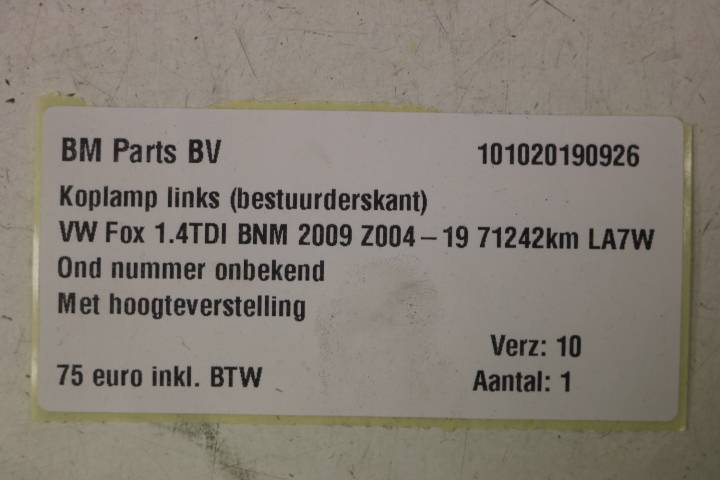 BM Parts BV 101020190926
Koplamp links (bestuurderskant)
VW Fox 1.4TDI BNM 2009 Z004-19 71242km LA7W
Ond nummer onbekend
Met hoogteverstelling
Verz: 10
75 euro inkl. BTW Aantal: 1